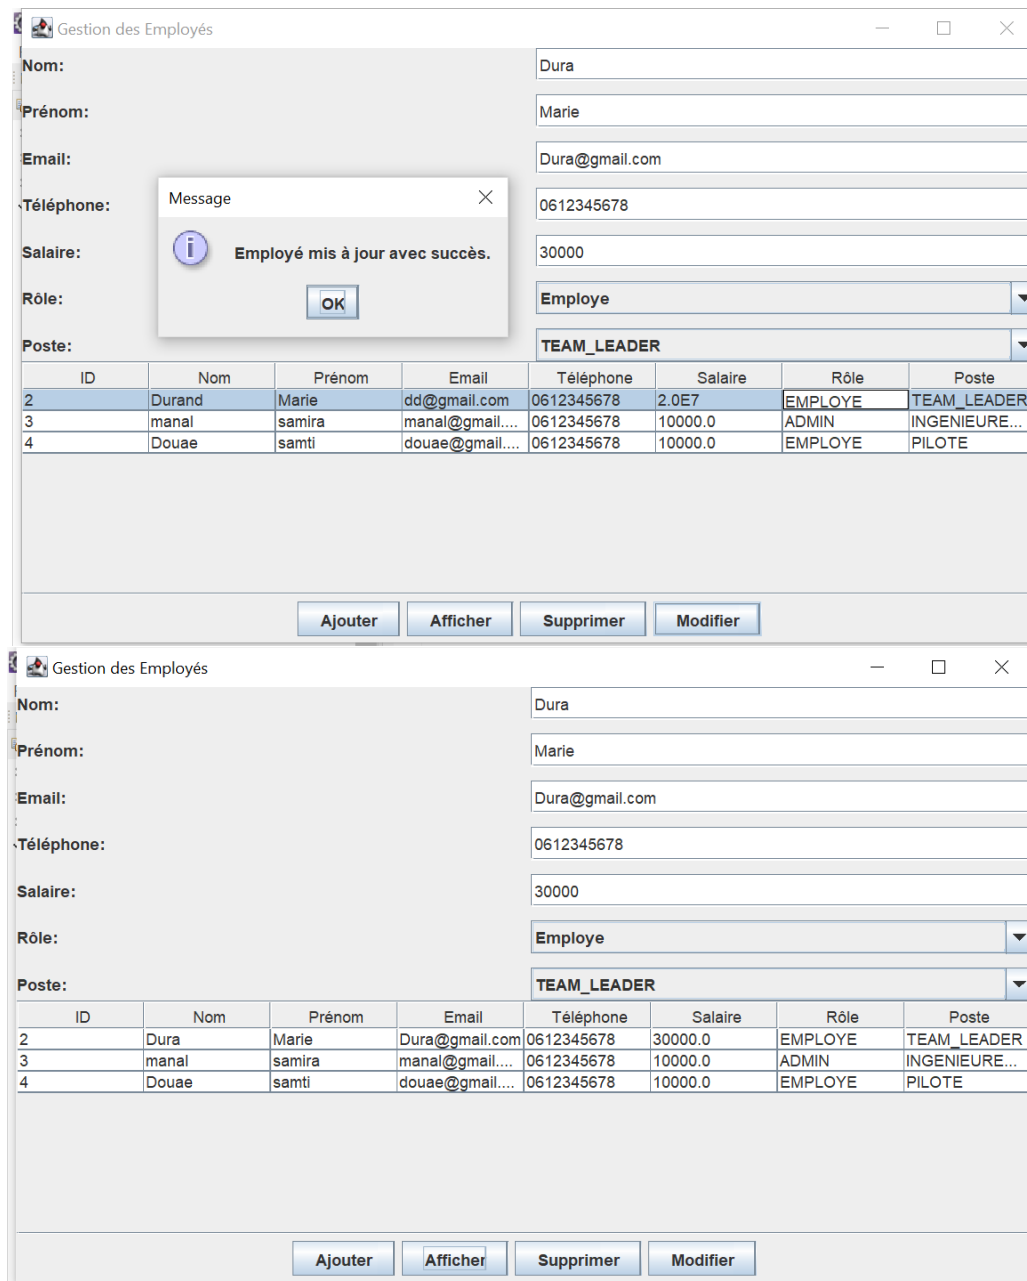 Gestion des Employés
Nom: Dura
Prénom: Marie
Email: Dura@gmail.com
Téléphone: 0612345678
Salaire: 30000
Rôle: Employe
Poste: TEAM_LEADER
Message
Employé mis à jour avec succès.
OK
ID Nom Prénom Email Téléphone Salaire Rôle Poste
2 Durand Marie dd@gmail.com 0612345678 2.0E7 EMPLOYE TEAM_LEADER
3 manal samira manal@gmail.... 0612345678 10000.0 ADMIN INGENIEURE...
4 Douae samti douae@gmail.... 0612345678 10000.0 EMPLOYE PILOTE
Ajouter Afficher Supprimer Modifier
Gestion des Employés
Nom: Dura
Prénom: Marie
Email: Dura@gmail.com
Téléphone: 0612345678
Salaire: 30000
Rôle: Employe
Poste: TEAM_LEADER
ID Nom Prénom Email Téléphone Salaire Rôle Poste
2 Dura Marie Dura@gmail.com 0612345678 30000.0 EMPLOYE TEAM_LEADER
3 manal samira manal@gmail.... 0612345678 10000.0 ADMIN INGENIEURE...
4 Douae samti douae@gmail.... 0612345678 10000.0 EMPLOYE PILOTE
Ajouter Afficher Supprimer Modifier